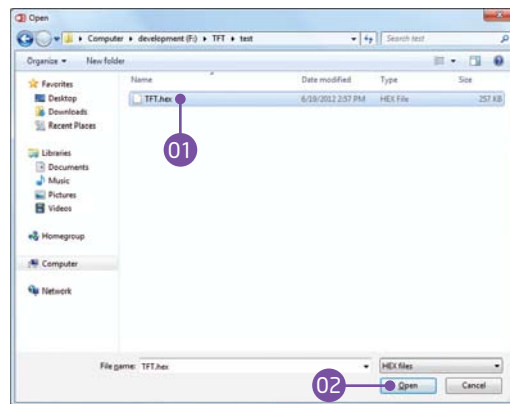 Open
Computer ▸ development (F:) ▸ TFT ▸ test
Search test
Organize New folder
Name Date modified Type Size
TFT.hex 6/19/2012 2:57 PM HEX File 257 KB
01
Favorites
Desktop
Downloads
Recent Places
Libraries
Documents
Music
Pictures
Videos
Homegroup
Computer
Network
File name: TFT.hex HEX files
02 Open Cancel